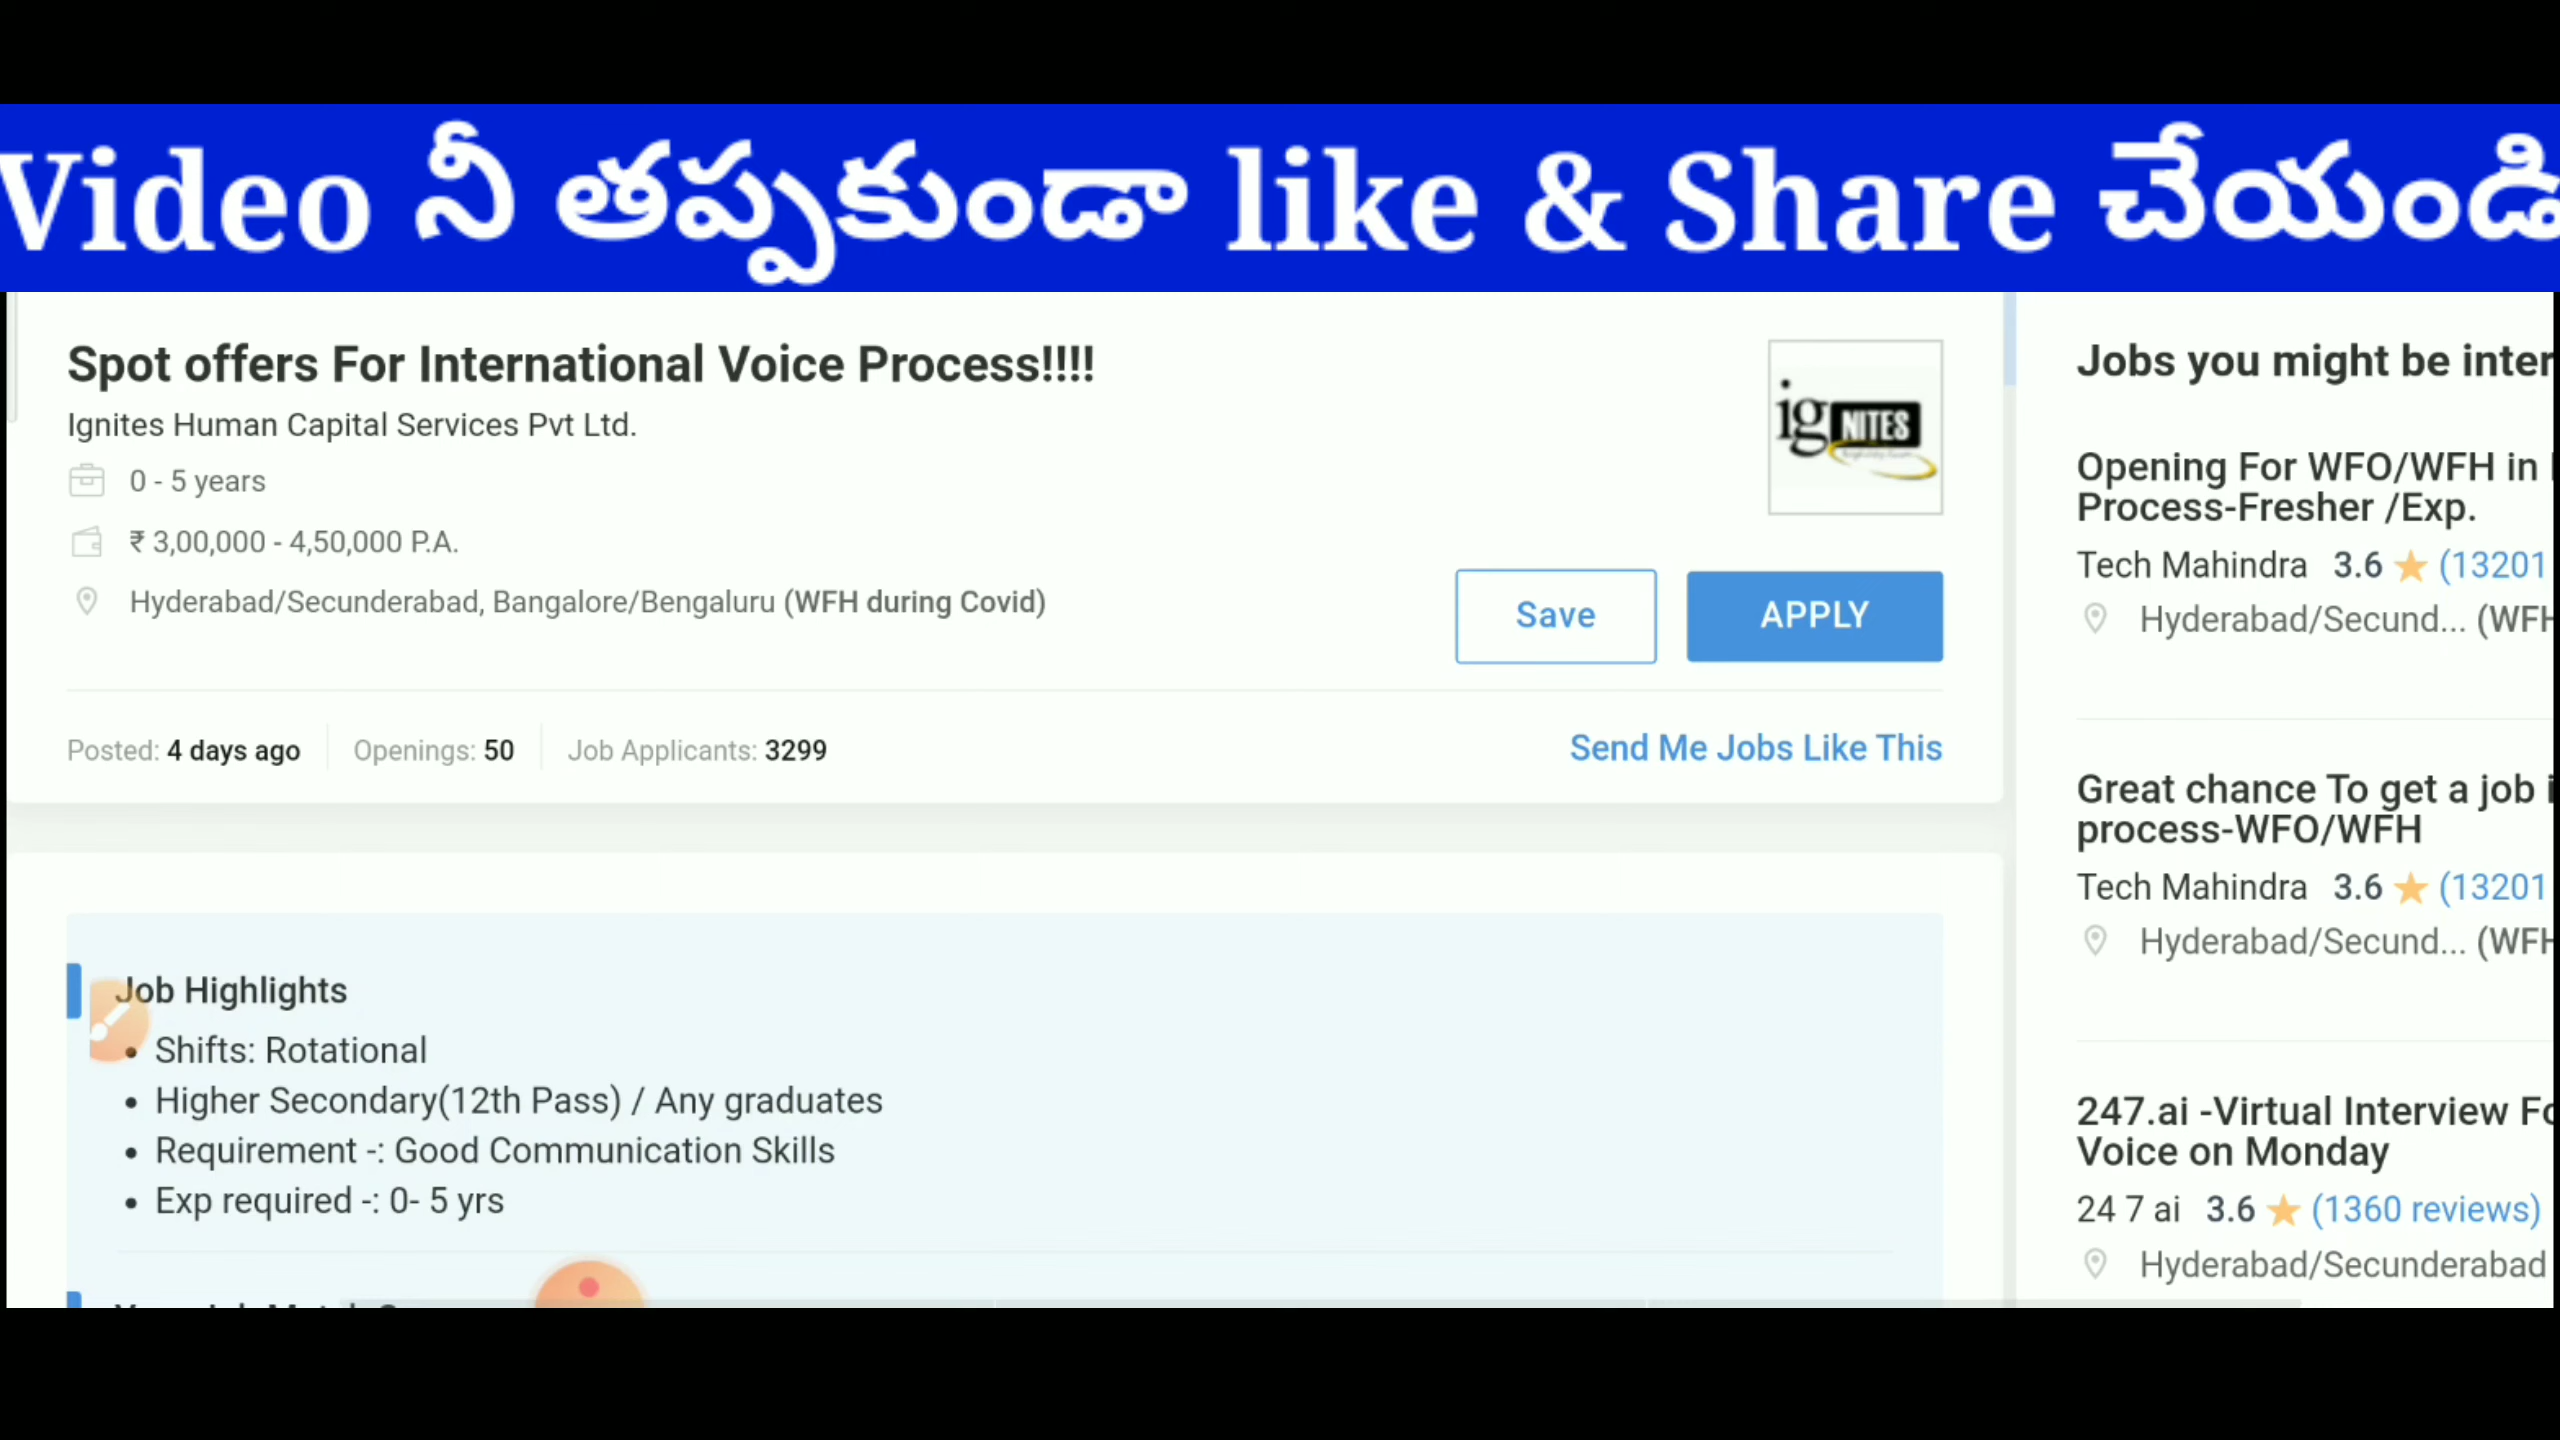 Video నీ తప్పకుండా like & Share చేయండి
Spot offers For International Voice Process!!!!
Ignites Human Capital Services Pvt Ltd.
0 - 5 years
₹ 3,00,000 - 4,50,000 P.A.
Hyderabad/Secunderabad, Bangalore/Bengaluru (WFH during Covid)
igNITES
Save
APPLY
Posted: 4 days ago
Openings: 50
Job Applicants: 3299
Send Me Jobs Like This
Job Highlights
• Shifts: Rotational
• Higher Secondary(12th Pass) / Any graduates
• Requirement -: Good Communication Skills
• Exp required -: 0- 5 yrs
Jobs you might be inter
Opening For WFO/WFH in
Process-Fresher /Exp.
Tech Mahindra 3.6 (13201
Hyderabad/Secund... (WFH
Great chance To get a job i
process-WFO/WFH
Tech Mahindra 3.6 (13201
Hyderabad/Secund... (WFH
247.ai -Virtual Interview Fo
Voice on Monday
24 7 ai 3.6 (1360 reviews)
Hyderabad/Secunderabad